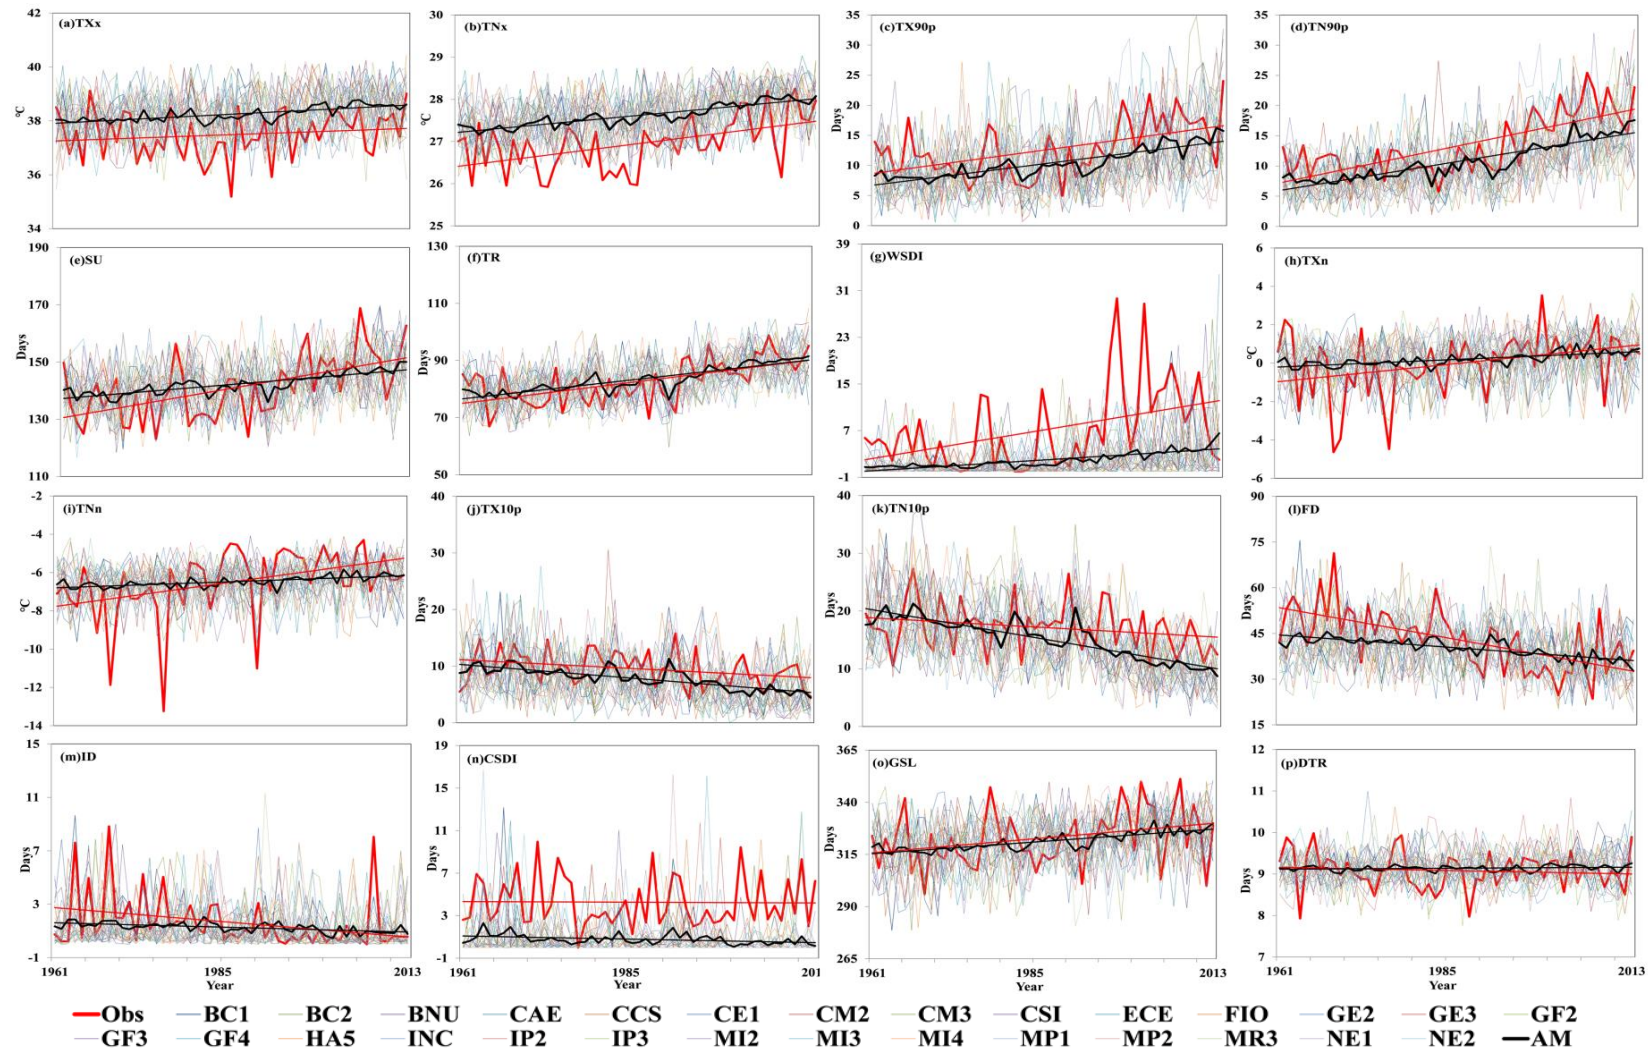 42
40
38
36
34
°C
(a)TXx
30
29
28
27
26
25
°C
(b)TNx
35
30
25
20
15
10
5
0
Days
(c)TX90p
35
30
25
20
15
10
5
0
Days
(d)TN90p
190
170
150
130
110
Days
(e)SU
130
110
90
70
50
Days
(f)TR
39
31
23
15
7
-1
Days
(g)WSDI
6
4
2
0
-2
-4
-6
°C
(h)TXn
-2
-4
-6
-8
-10
-12
-14
°C
(i)TNn
40
30
20
10
0
Days
(j)TX10p
40
30
20
10
0
Days
(k)TN10p
90
75
60
45
30
15
Days
(l)FD
15
11
7
3
-1
Days
(m)ID
1961 1985 2013
Year
19
15
11
7
3
-1
Days
(n)CSDI
1961 1985 201
Year
365
340
315
290
265
Days
(o)GSL
1961 1985 2013
Year
12
11
10
9
8
7
Days
(p)DTR
1961 1985 2013
Year
Obs BC1 BC2 BNU CAE CCS CE1 CM2 CM3 CSI ECE FIO GE2 GE3 GF2
GF3 GF4 HA5 INC IP2 IP3 MI2 MI3 MI4 MP1 MP2 MR3 NE1 NE2 AM